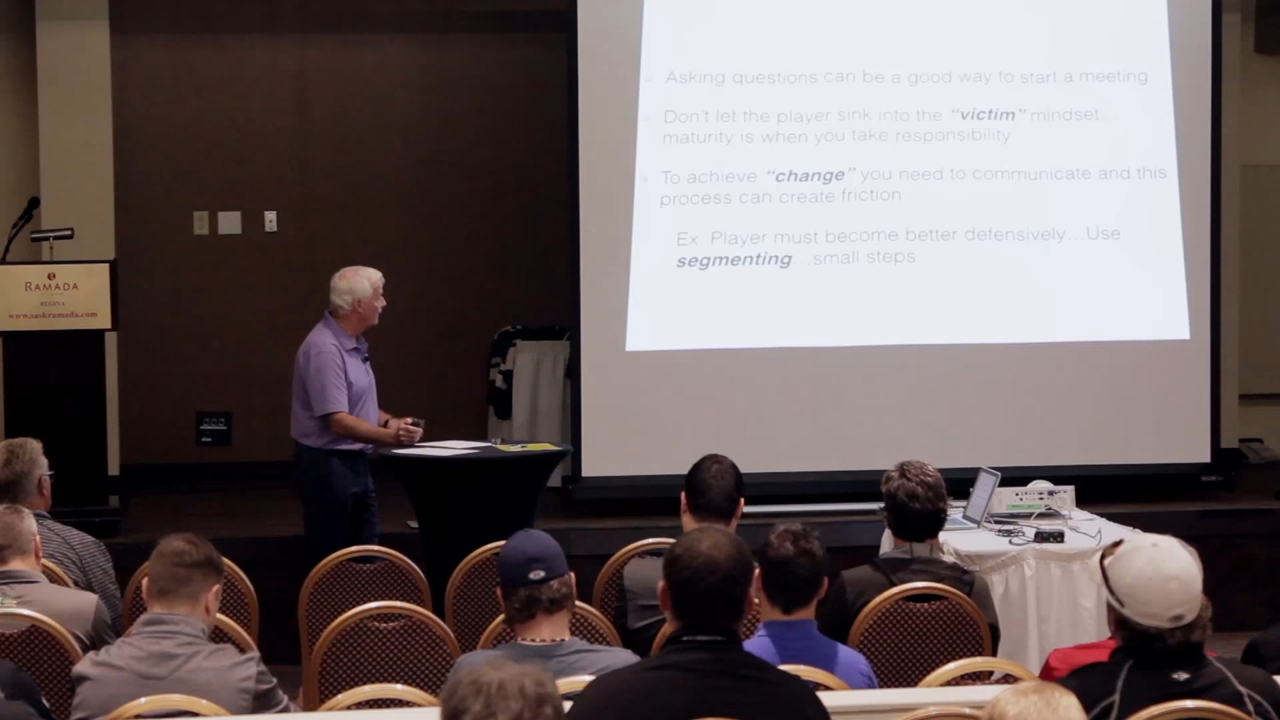 Asking questions can be a good way to start a meeting
Don't let the player sink into the "victim" mindset...
maturity is when you take responsibility
To achieve "change" you need to communicate and this
process can create friction
Ex. Player must become better defensively...Use
segmenting...small steps
RAMADA
REGINA
www.saskramada.com